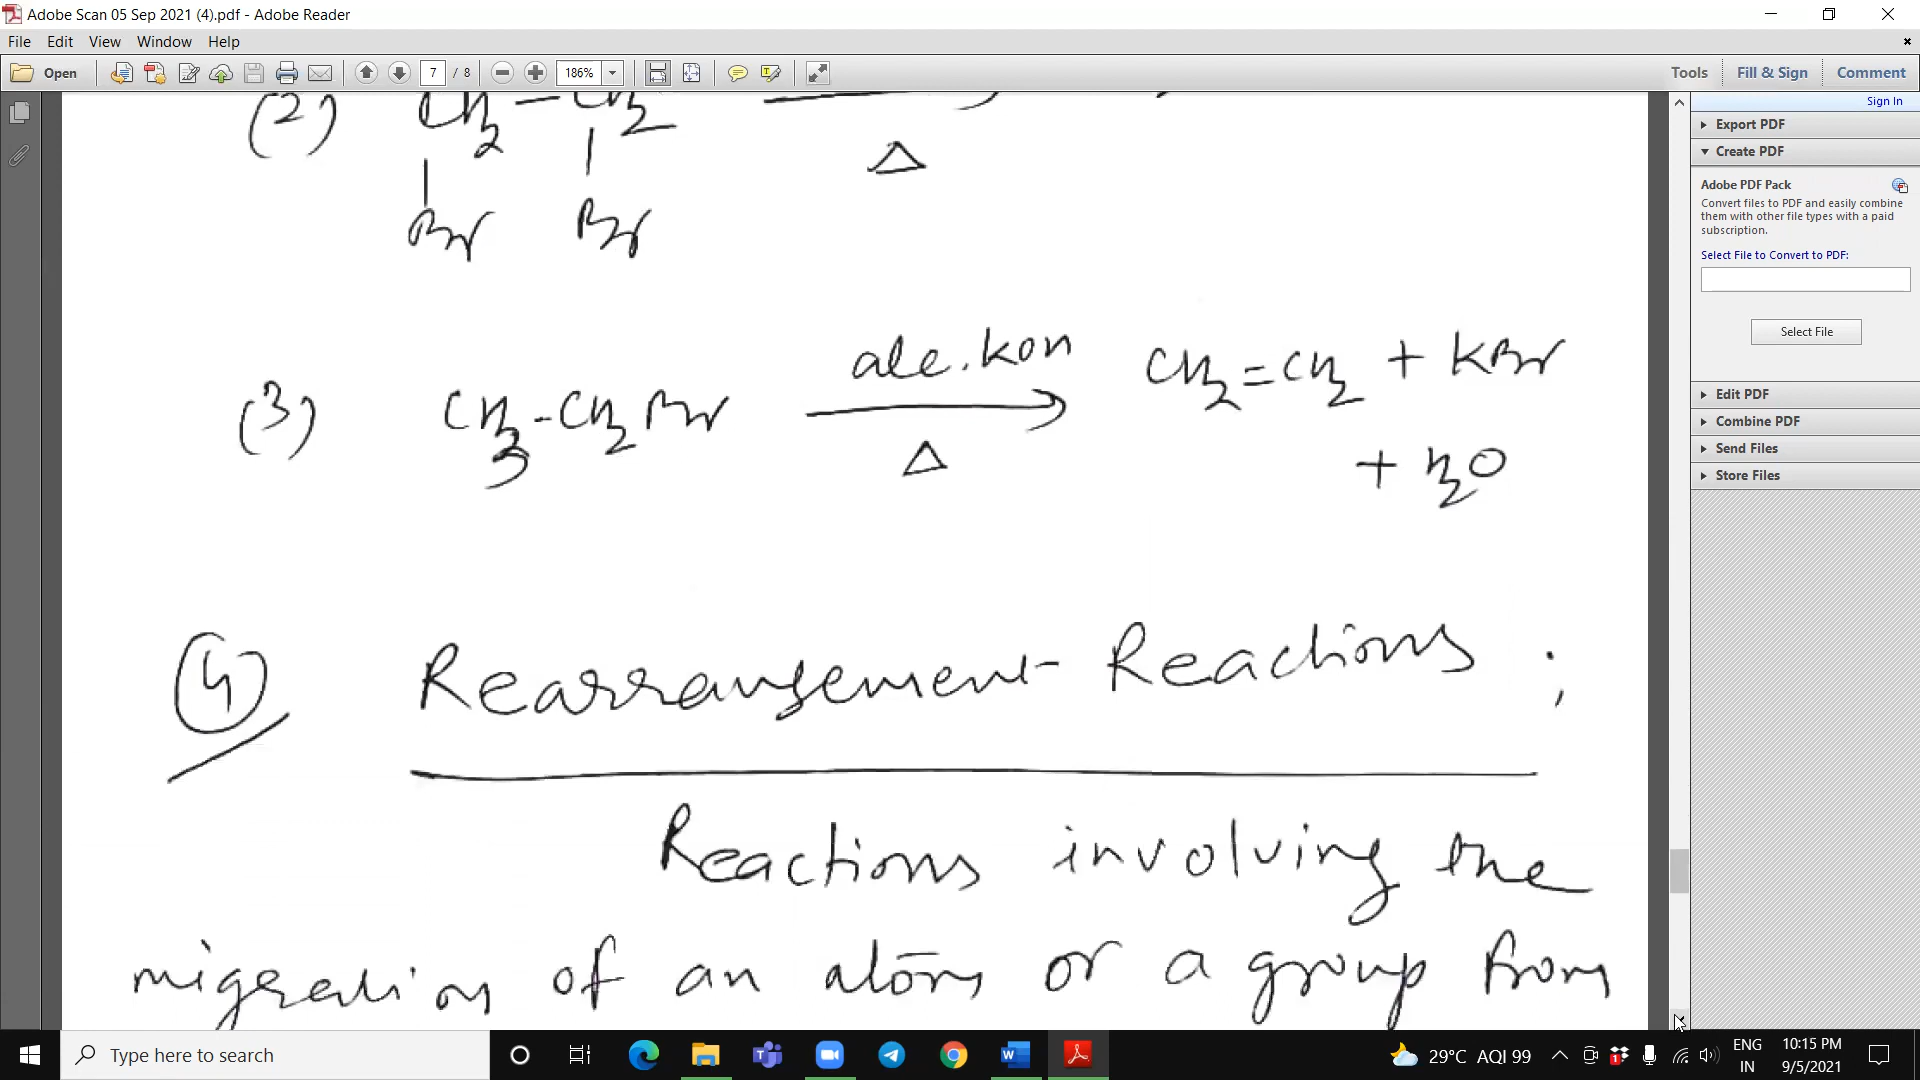 Adobe Scan 05 Sep 2021 (4).pdf - Adobe Reader
File Edit View Window Help
Open 7 / 8 186% Tools Fill & Sign Comment
Sign In
Export PDF
Create PDF
Adobe PDF Pack
Convert files to PDF and easily combine
them with other file types with a paid
subscription.
Select File to Convert to PDF:
Select File
Edit PDF
Combine PDF
Send Files
Store Files
(2) CH2 - CH2
Δ
Br Br
(3) CH3-CH2Br alc. KOH CH2=CH2 + KBr
Δ + H2O
(4) Rearrangement Reactions ;
Reactions involving the
migration of an atom or a group from
Type here to search
29°C AQI 99
ENG
IN
10:15 PM
9/5/2021